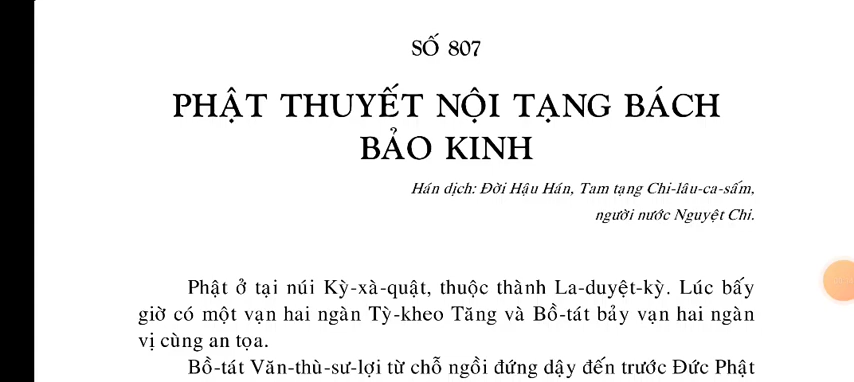 SỐ 807
PHẬT THUYẾT NỘI TẠNG BÁCH
BẢO KINH
Hán dịch: Đời Hậu Hán, Tam tạng Chi-lâu-ca-sấm,
người nước Nguyệt Chi.
Phật ở tại núi Kỳ-xà-quật, thuộc thành La-duyệt-kỳ. Lúc bấy
giờ có một vạn hai ngàn Tỳ-kheo Tăng và Bồ-tát bảy vạn hai ngàn
vị cùng an tọa.
Bồ-tát Văn-thù-sư-lợi từ chỗ ngồi đứng dậy đến trước Đức Phật